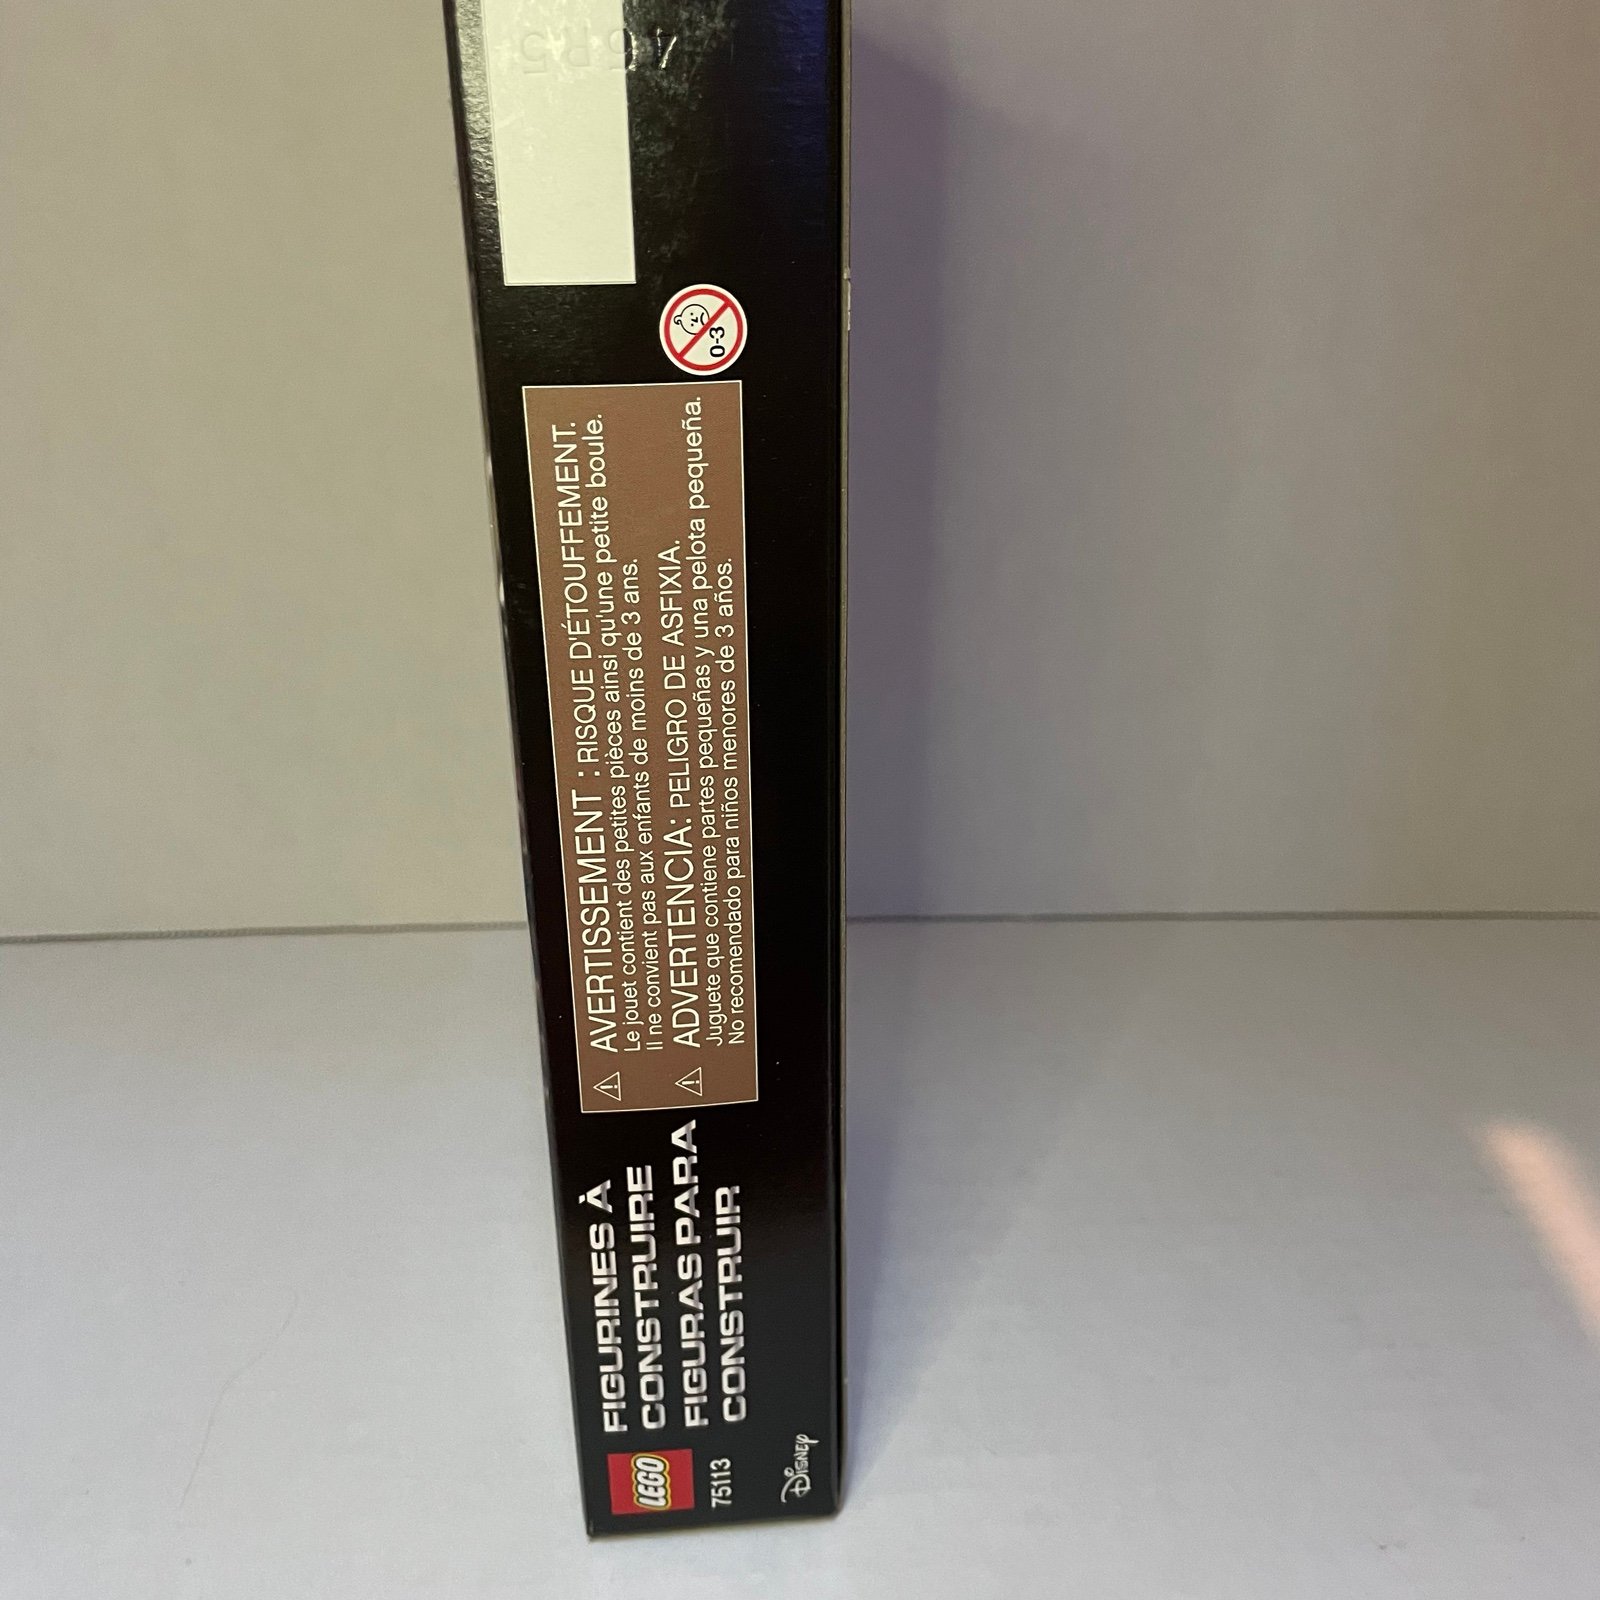 LEGO
75113
Disney
FIGURINES À
CONSTRUIRE
FIGURAS PARA
CONSTRUIR
AVERTISSEMENT : RISQUE D'ÉTOUFFEMENT.
Le jouet contient des petites pièces ainsi qu'une petite boule.
Il ne convient pas aux enfants de moins de 3 ans.
ADVERTENCIA: PELIGRO DE ASFIXIA.
Juguete que contiene partes pequeñas y una pelota pequeña.
No recomendado para niños menores de 3 años.
0-3